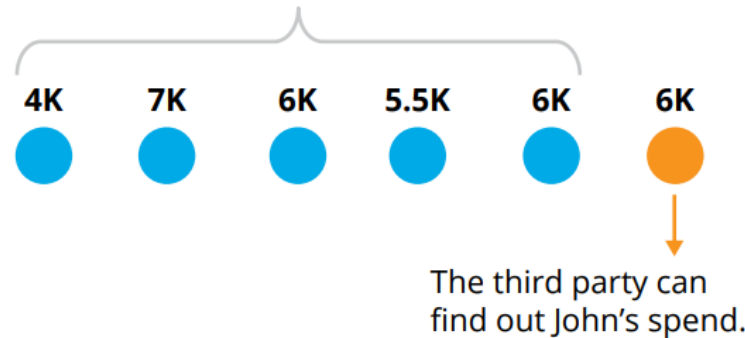 4K 7K 6K 5.5K 6K 6K
The third party can
find out John's spend.